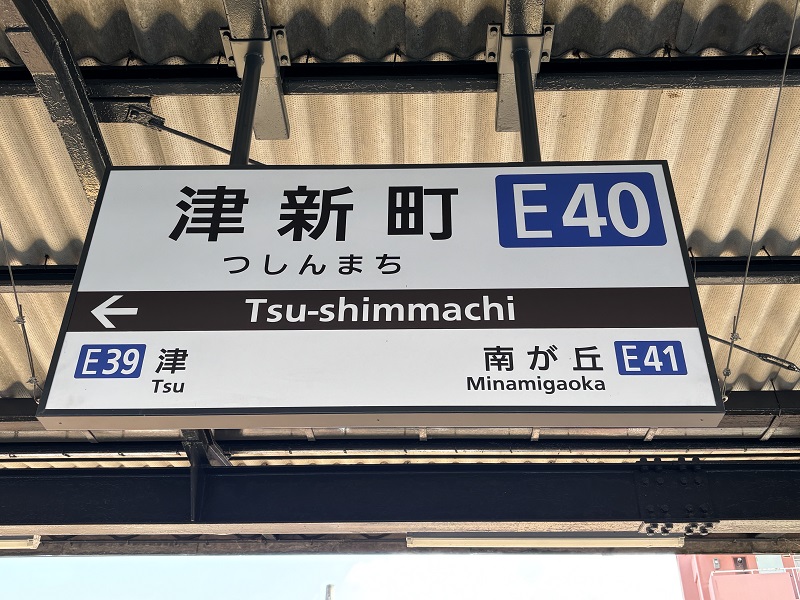 津新町 E40
つしんまち
← Tsu-shimmachi
E39 津 南が丘 E41
Tsu Minamigaoka